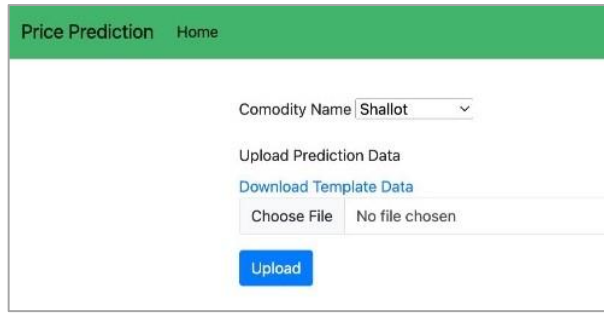 Price Prediction Home
Comodity Name Shallot
Upload Prediction Data
Download Template Data
Choose File No file chosen
Upload